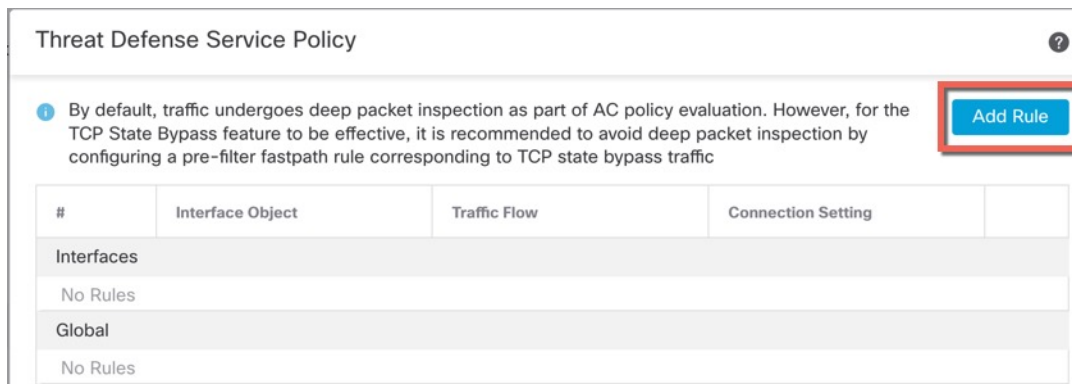 Threat Defense Service Policy
?
By default, traffic undergoes deep packet inspection as part of AC policy evaluation. However, for the
TCP State Bypass feature to be effective, it is recommended to avoid deep packet inspection by
configuring a pre-filter fastpath rule corresponding to TCP state bypass traffic
Add Rule
# Interface Object Traffic Flow Connection Setting
Interfaces
No Rules
Global
No Rules